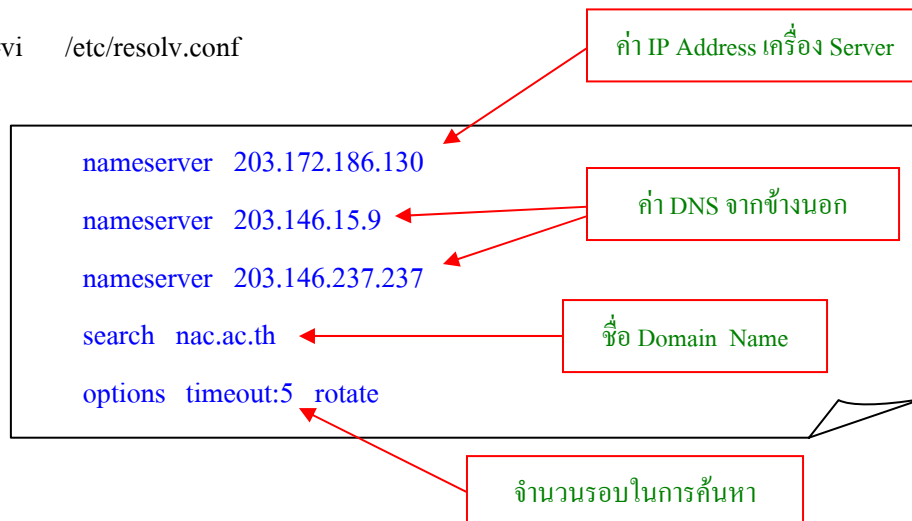 vi /etc/resolv.conf
ค่า IP Address เครื่อง Server
nameserver 203.172.186.130
nameserver 203.146.15.9
ค่า DNS จากข้างนอก
nameserver 203.146.237.237
search nac.ac.th
ชื่อ Domain Name
options timeout:5 rotate
จำนวนรอบในการค้นหา